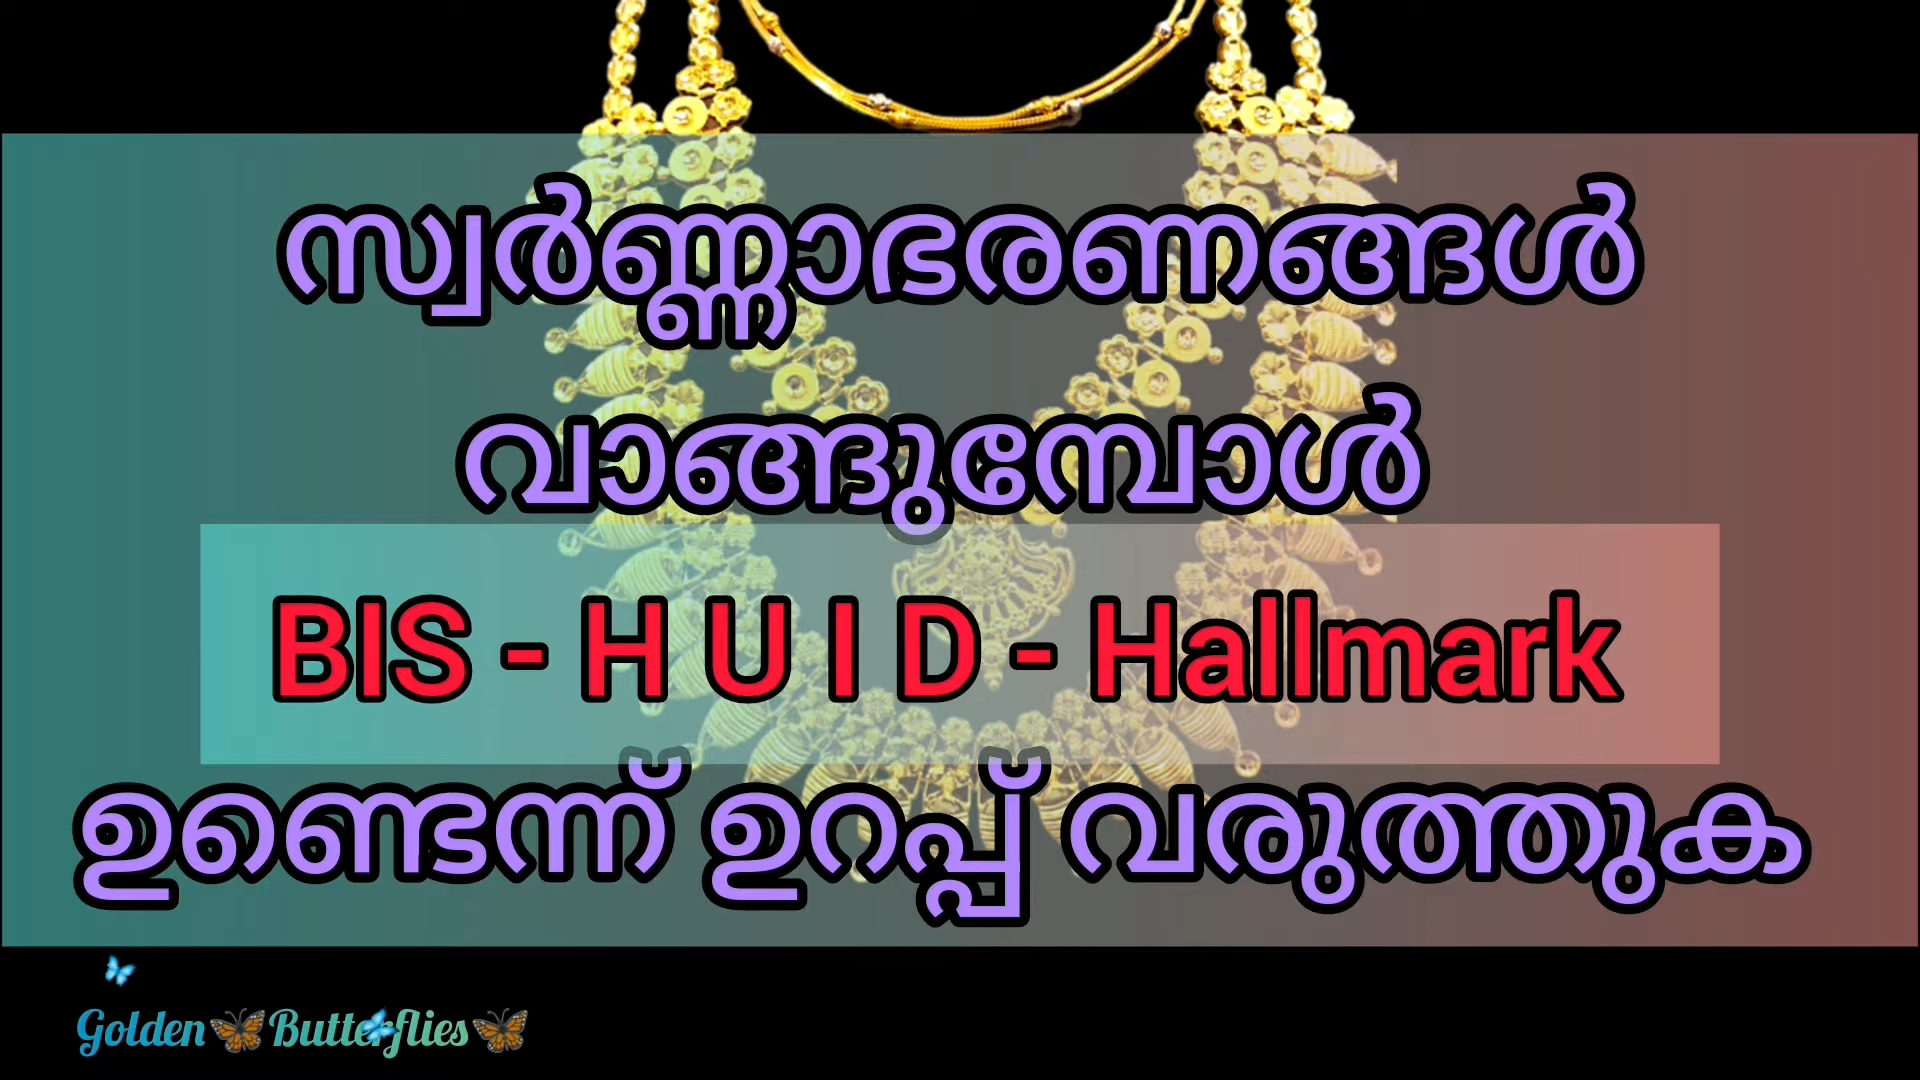 സ്വർണ്ണാഭരണങ്ങൾ
വാങ്ങുമ്പോൾ
BIS - H U I D - Hallmark
ഉണ്ടെന്ന് ഉറപ്പ് വരുത്തുക
Golden🦋Butterflies🦋